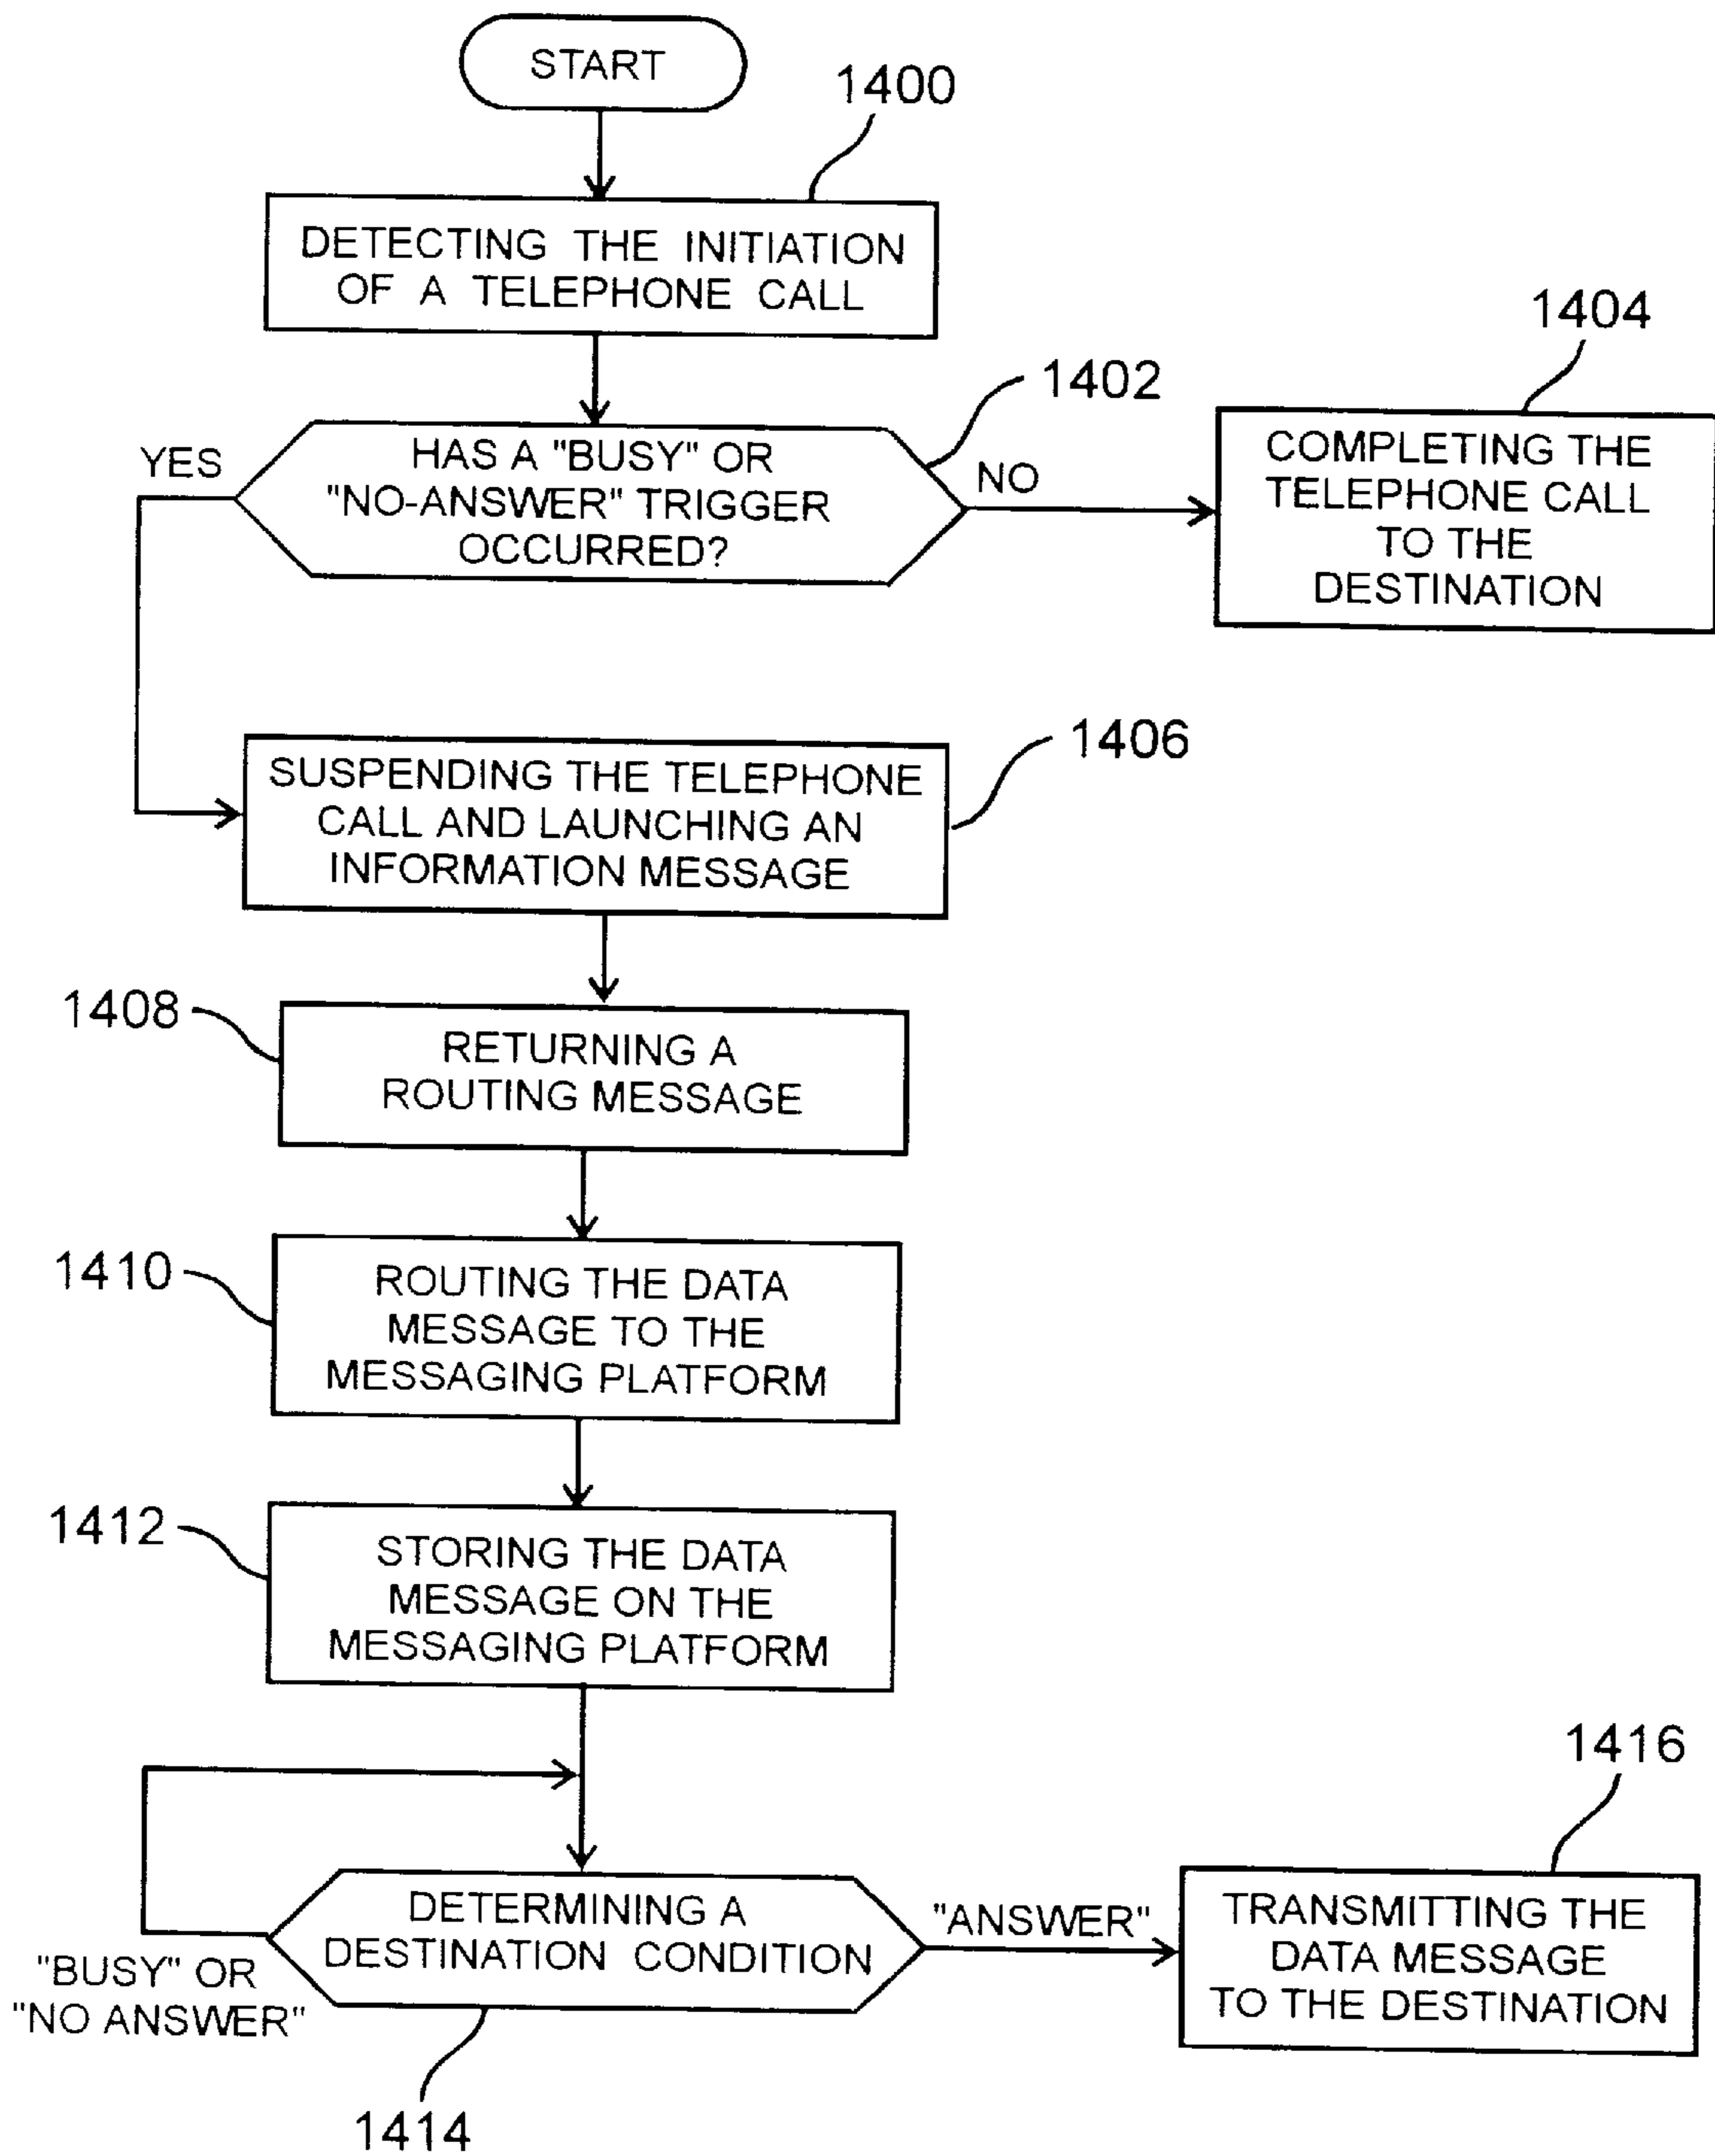 START
1400
DETECTING THE INITIATION
OF A TELEPHONE CALL
1402
YES
HAS A "BUSY" OR
"NO-ANSWER" TRIGGER
OCCURRED?
NO
1404
COMPLETING THE
TELEPHONE CALL
TO THE
DESTINATION
1406
SUSPENDING THE TELEPHONE
CALL AND LAUNCHING AN
INFORMATION MESSAGE
1408
RETURNING A
ROUTING MESSAGE
1410
ROUTING THE DATA
MESSAGE TO THE
MESSAGING PLATFORM
1412
STORING THE DATA
MESSAGE ON THE
MESSAGING PLATFORM
DETERMINING A
DESTINATION CONDITION
"BUSY" OR
"NO ANSWER"
1414
"ANSWER"
1416
TRANSMITTING THE
DATA MESSAGE
TO THE DESTINATION